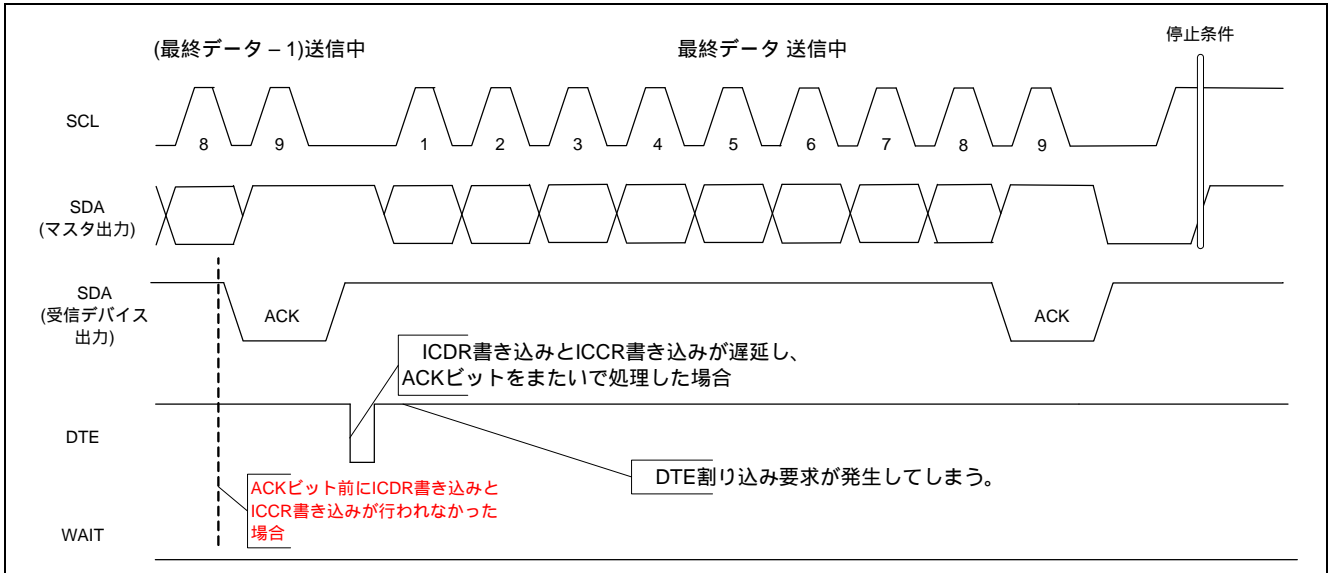 (最終データ – 1)送信中
最終データ 送信中
停止条件
SCL
8 9 1 2 3 4 5 6 7 8 9
SDA
(マスタ出力)
SDA
(受信デバイス
出力)
ACK
ACK
ICDR書き込みとICCR書き込みが遅延し、
ACKビットをまたいで処理した場合
DTE
DTE割り込み要求が発生してしまう。
ACKビット前にICDR書き込みと
ICCR書き込みが行われなかった
場合
WAIT